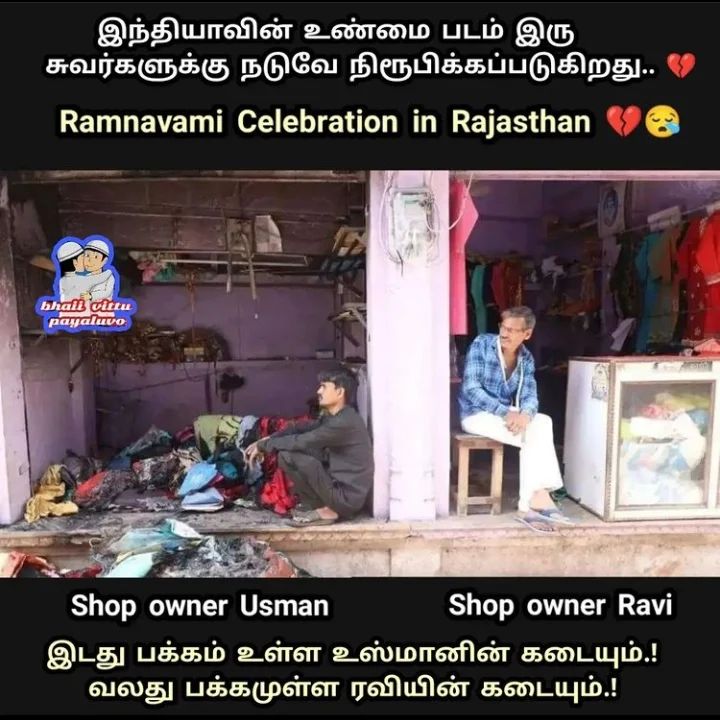 இந்தியாவின் உண்மை படம் இரு
சுவர்களுக்கு நடுவே நிரூபிக்கப்படுகிறது.. 💔
Ramnavami Celebration in Rajasthan 💔😪
bhaii vittu
payaluvo
Shop owner Usman
Shop owner Ravi
இடது பக்கம் உள்ள உஸ்மானின் கடையும்.!
வலது பக்கமுள்ள ரவியின் கடையும்.!